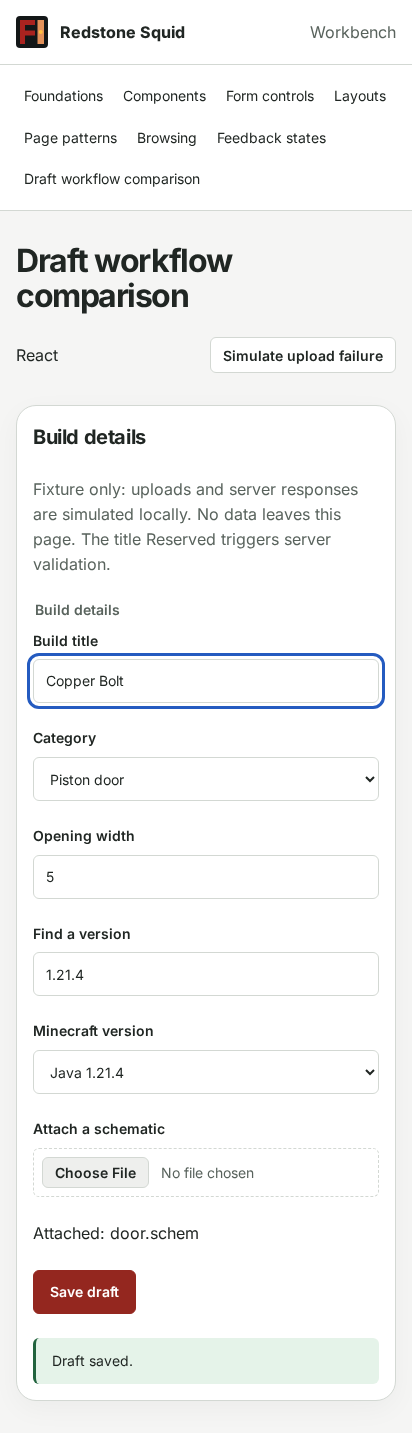 Redstone Squid
Workbench
Foundations Components Form controls Layouts
Page patterns Browsing Feedback states
Draft workflow comparison
Draft workflow
comparison
React
Simulate upload failure
Build details
Fixture only: uploads and server responses
are simulated locally. No data leaves this
page. The title Reserved triggers server
validation.
Build details
Build title
Copper Bolt
Category
Piston door
Opening width
5
Find a version
1.21.4
Minecraft version
Java 1.21.4
Attach a schematic
Choose File No file chosen
Attached: door.schem
Save draft
Draft saved.